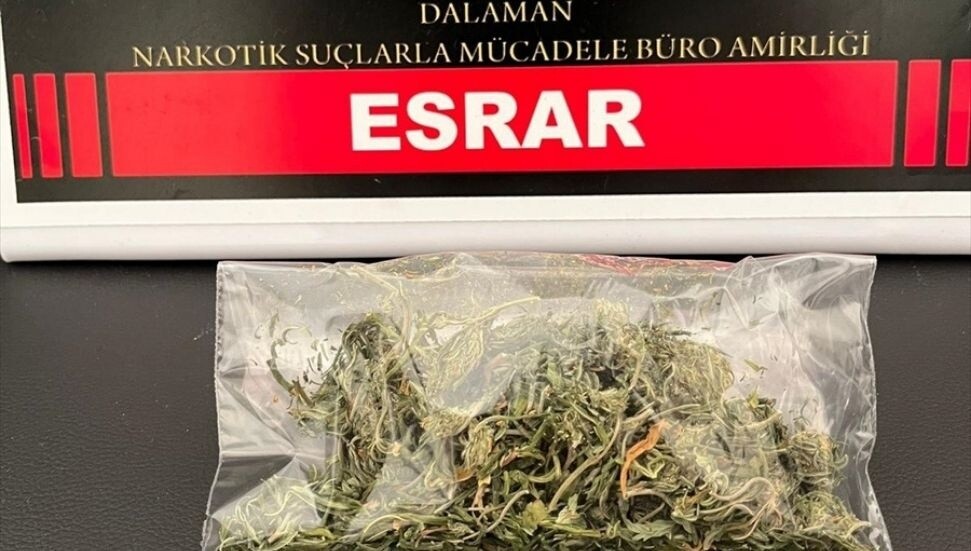 DALAMAN
NARKOTİK SUÇLARLA MÜCADELE BÜRO AMİRLİĞİ
ESRAR